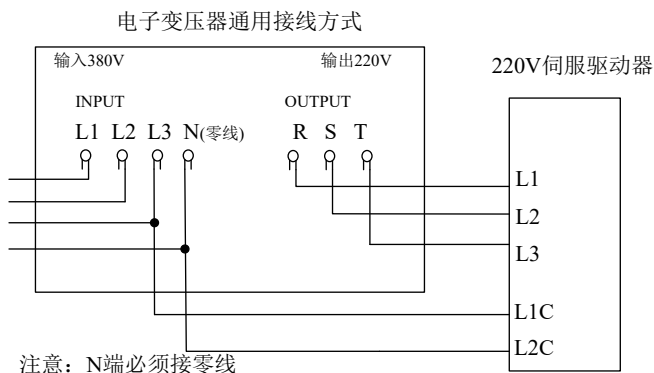 电子变压器通用接线方式
输入380V 输出220V
220V伺服驱动器
INPUT OUTPUT
L1 L2 L3 N(零线) R S T
L1
L2
L3
L1C
L2C
注意：N端必须接零线